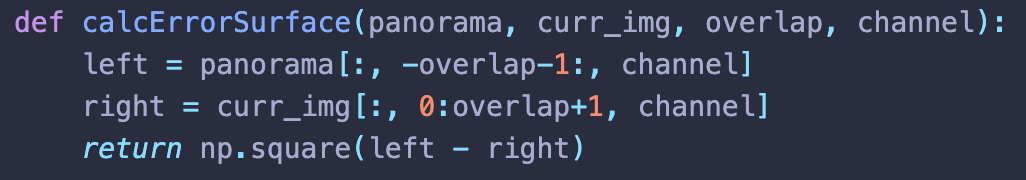 def calcErrorSurface(panorama, curr_img, overlap, channel):
    left = panorama[:, -overlap-1:, channel]
    right = curr_img[:, 0:overlap+1, channel]
    return np.square(left - right)